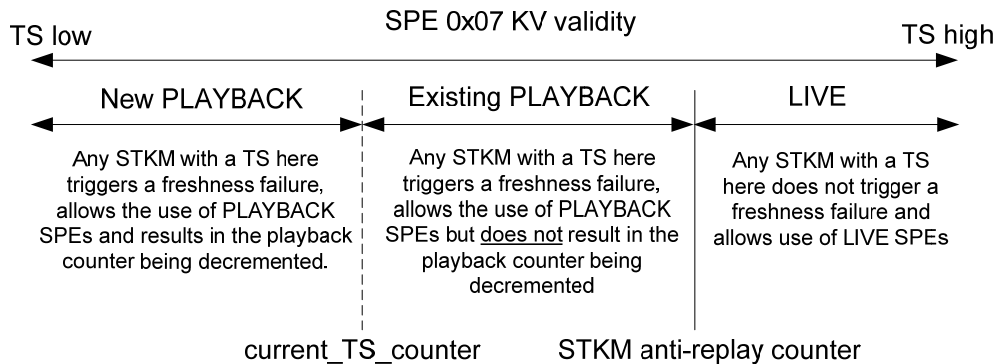 SPE 0x07 KV validity
TS low
TS high
New PLAYBACK
Existing PLAYBACK
LIVE
Any STKM with a TS here
triggers a freshness failure,
allows the use of PLAYBACK
SPEs and results in the playback
counter being decremented.
Any STKM with a TS here
triggers a freshness failure,
allows the use of PLAYBACK
SPEs but does not result in the
playback counter being
decremented
Any STKM with a TS
here does not trigger a
freshness failure and
allows use of LIVE SPEs
current_TS_counter
STKM anti-replay counter